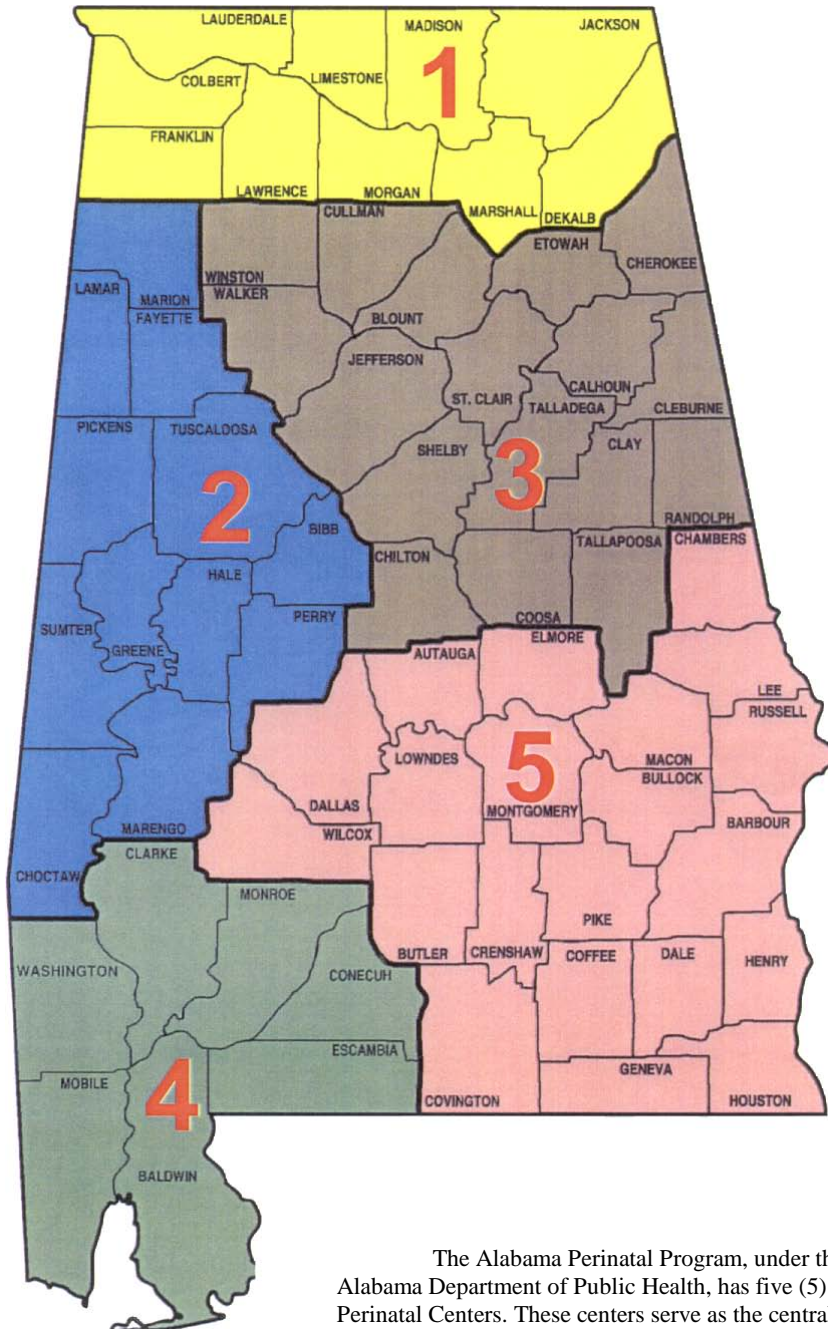 LAUDERDALE
MADISON
JACKSON
1
COLBERT
LIMESTONE
FRANKLIN
LAWRENCE
MORGAN
MARSHALL
DEKALB
CULLMAN
ETOWAH
CHEROKEE
WINSTON
WALKER
LAMAR
MARION
FAYETTE
BLOUNT
JEFFERSON
ST. CLAIR
CALHOUN
TALLADEGA
CLEBURNE
PICKENS
TUSCALOOSA
SHELBY
CLAY
2
3
BIBB
RANDOLPH
CHILTON
TALLAPOOSA
CHAMBERS
HALE
SUMTER
GREENE
PERRY
COOSA
ELMORE
AUTAUGA
LEE
RUSSELL
LOWNDES
5
MACON
BULLOCK
DALLAS
MONTGOMERY
BARBOUR
MARENGO
WILCOX
CLARKE
CHOCTAW
MONROE
PIKE
BUTLER
CRENSHAW
COFFEE
DALE
HENRY
WASHINGTON
CONECUH
ESCAMBIA
MOBILE
4
GENEVA
COVINGTON
HOUSTON
BALDWIN
The Alabama Perinatal Program, under th
Alabama Department of Public Health, has five (5)
Perinatal Centers. These centers serve as the centra